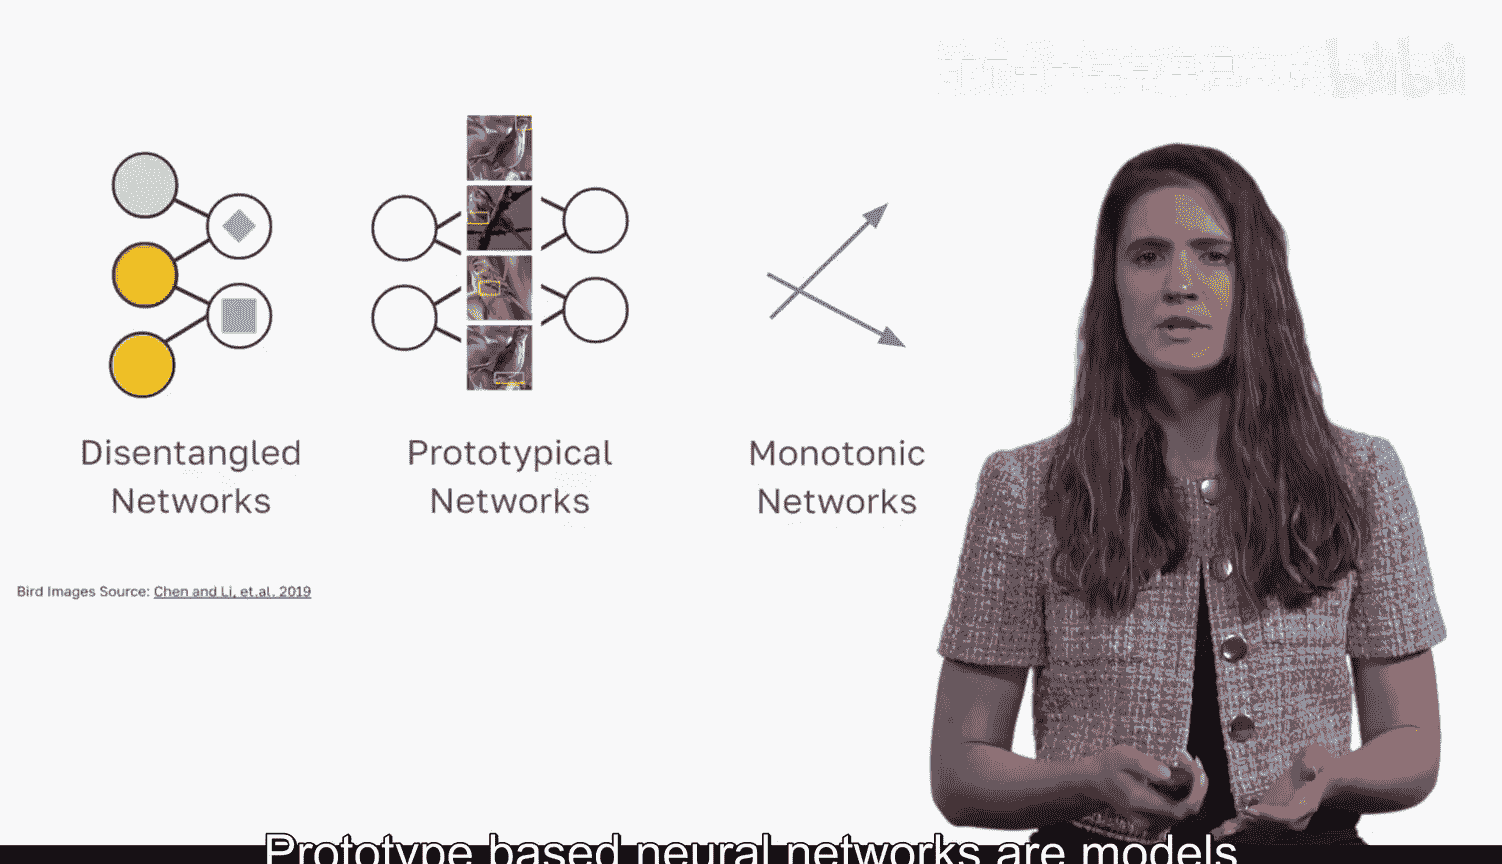 bilibili
Disentangled
Networks
Prototypical
Networks
Monotonic
Networks
Bird Images Source: Chen and Li, et.al. 2019
Prototype based neural networks are models